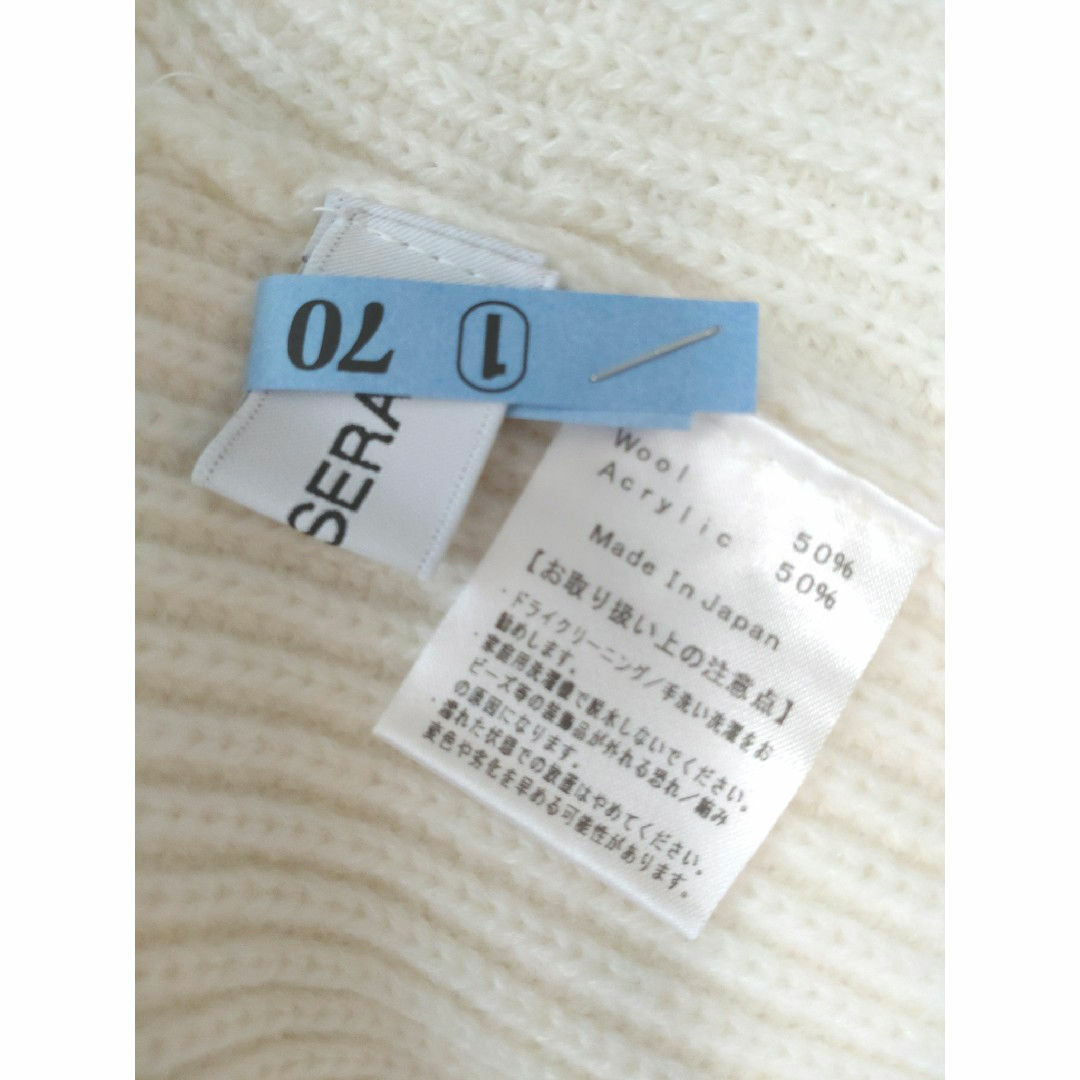 70 1
SERA
Wool 50%
Acrylic 50%
Made In Japan
【お取り扱い上の注意点】
・ドライクリーニング/手洗い洗濯をお
勧めします。
・家庭用洗濯機で脱水しないでください。
ビーズ等の装飾品が外れる恐れ/縮み
の原因になります。
・濡れた状態での放置はやめてください。
変色や劣化を早める可能性があります。